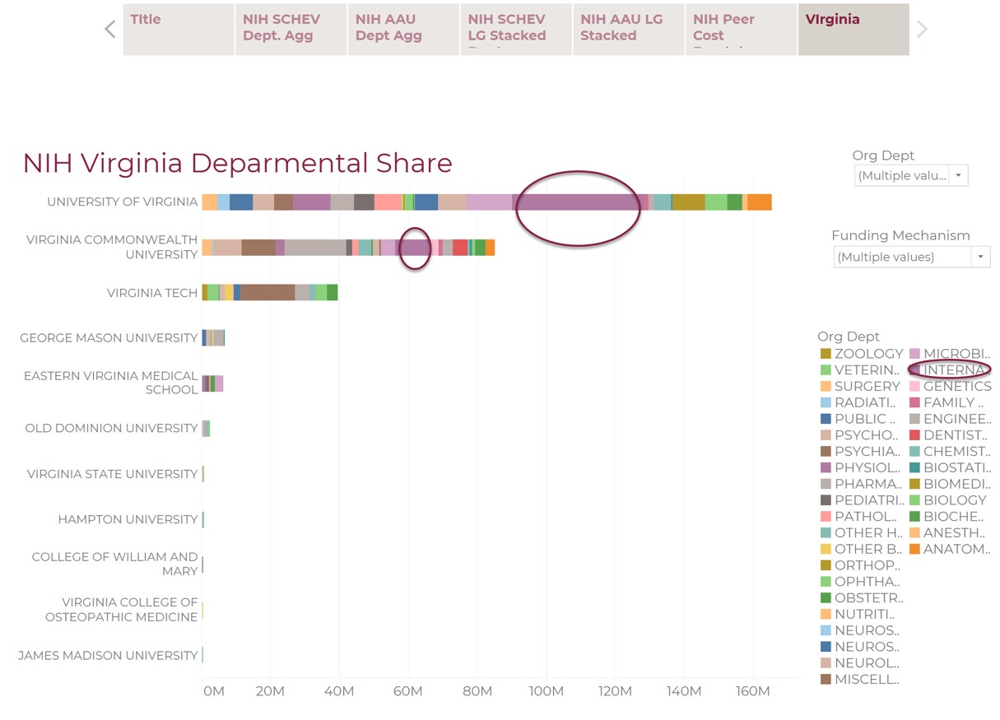 TItle
NIH SCHEV
Dept. Agg
NIH AAU
Dept Agg
NIH SCHEV
LG Stacked
NIH AAU LG
Stacked
NIH Peer
Cost
VIrginia
NIH Virginia Deparmental Share
UNIVERSITY OF VIRGINIA
VIRGINIA COMMONWEALTH
UNIVERSITY
VIRGINIA TECH
GEORGE MASON UNIVERSITY
EASTERN VIRGINIA MEDICAL
SCHOOL
OLD DOMINION UNIVERSITY
VIRGINIA STATE UNIVERSITY
HAMPTON UNIVERSITY
COLLEGE OF WILLIAM AND
MARY
VIRGINIA COLLEGE OF
OSTEOPATHIC MEDICINE
JAMES MADISON UNIVERSITY
0M 20M 40M 60M 80M 100M 120M 140M 160M
Org Dept
(Multiple valu...
Funding Mechanism
(Multiple values)
Org Dept
ZOOLOGY
VETERIN..
SURGERY
RADIATI..
PUBLIC ..
PSYCHO..
PSYCHIA..
PHYSIOL..
PHARMA..
PEDIATRI..
PATHOL..
OTHER H..
OTHER B..
ORTHOP..
OPHTHA..
OBSTETR..
NUTRITI..
NEUROS..
NEUROS..
NEUROL..
MISCELL..
MICROBI..
INTERNA..
GENETICS
FAMILY ..
ENGINEE..
DENTIST..
CHEMIST..
BIOSTATI..
BIOMEDI..
BIOLOGY
BIOCHE..
ANESTH..
ANATOM..